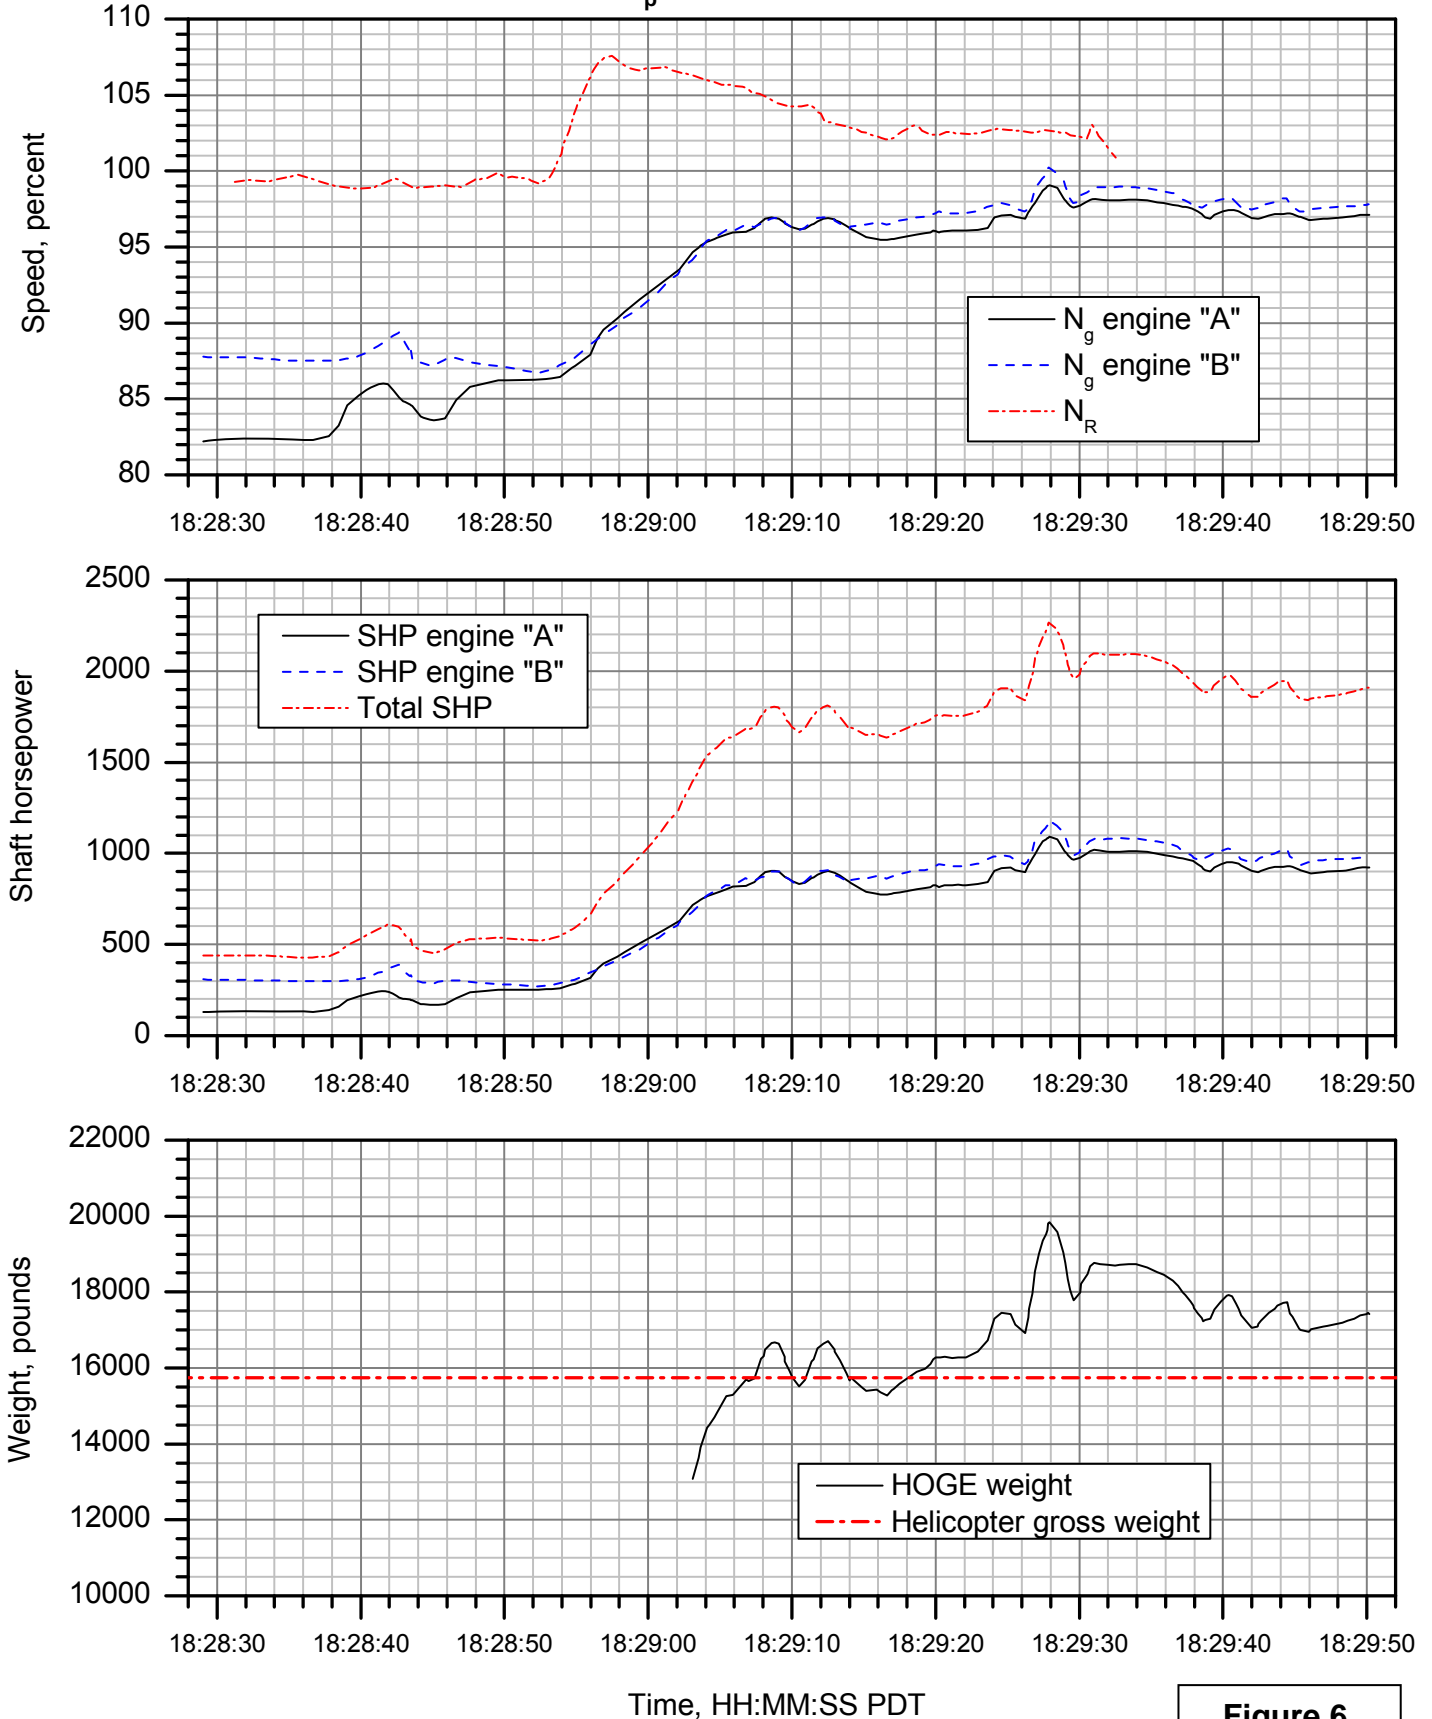 p
110
105
100
95
90
85
80
Speed, percent
Ng engine "A"
Ng engine "B"
NR
18:28:30 18:28:40 18:28:50 18:29:00 18:29:10 18:29:20 18:29:30 18:29:40 18:29:50
2500
2000
1500
1000
500
0
Shaft horsepower
SHP engine "A"
SHP engine "B"
Total SHP
18:28:30 18:28:40 18:28:50 18:29:00 18:29:10 18:29:20 18:29:30 18:29:40 18:29:50
22000
20000
18000
16000
14000
12000
10000
Weight, pounds
HOGE weight
Helicopter gross weight
18:28:30 18:28:40 18:28:50 18:29:00 18:29:10 18:29:20 18:29:30 18:29:40 18:29:50
Time, HH:MM:SS PDT
Figure 6